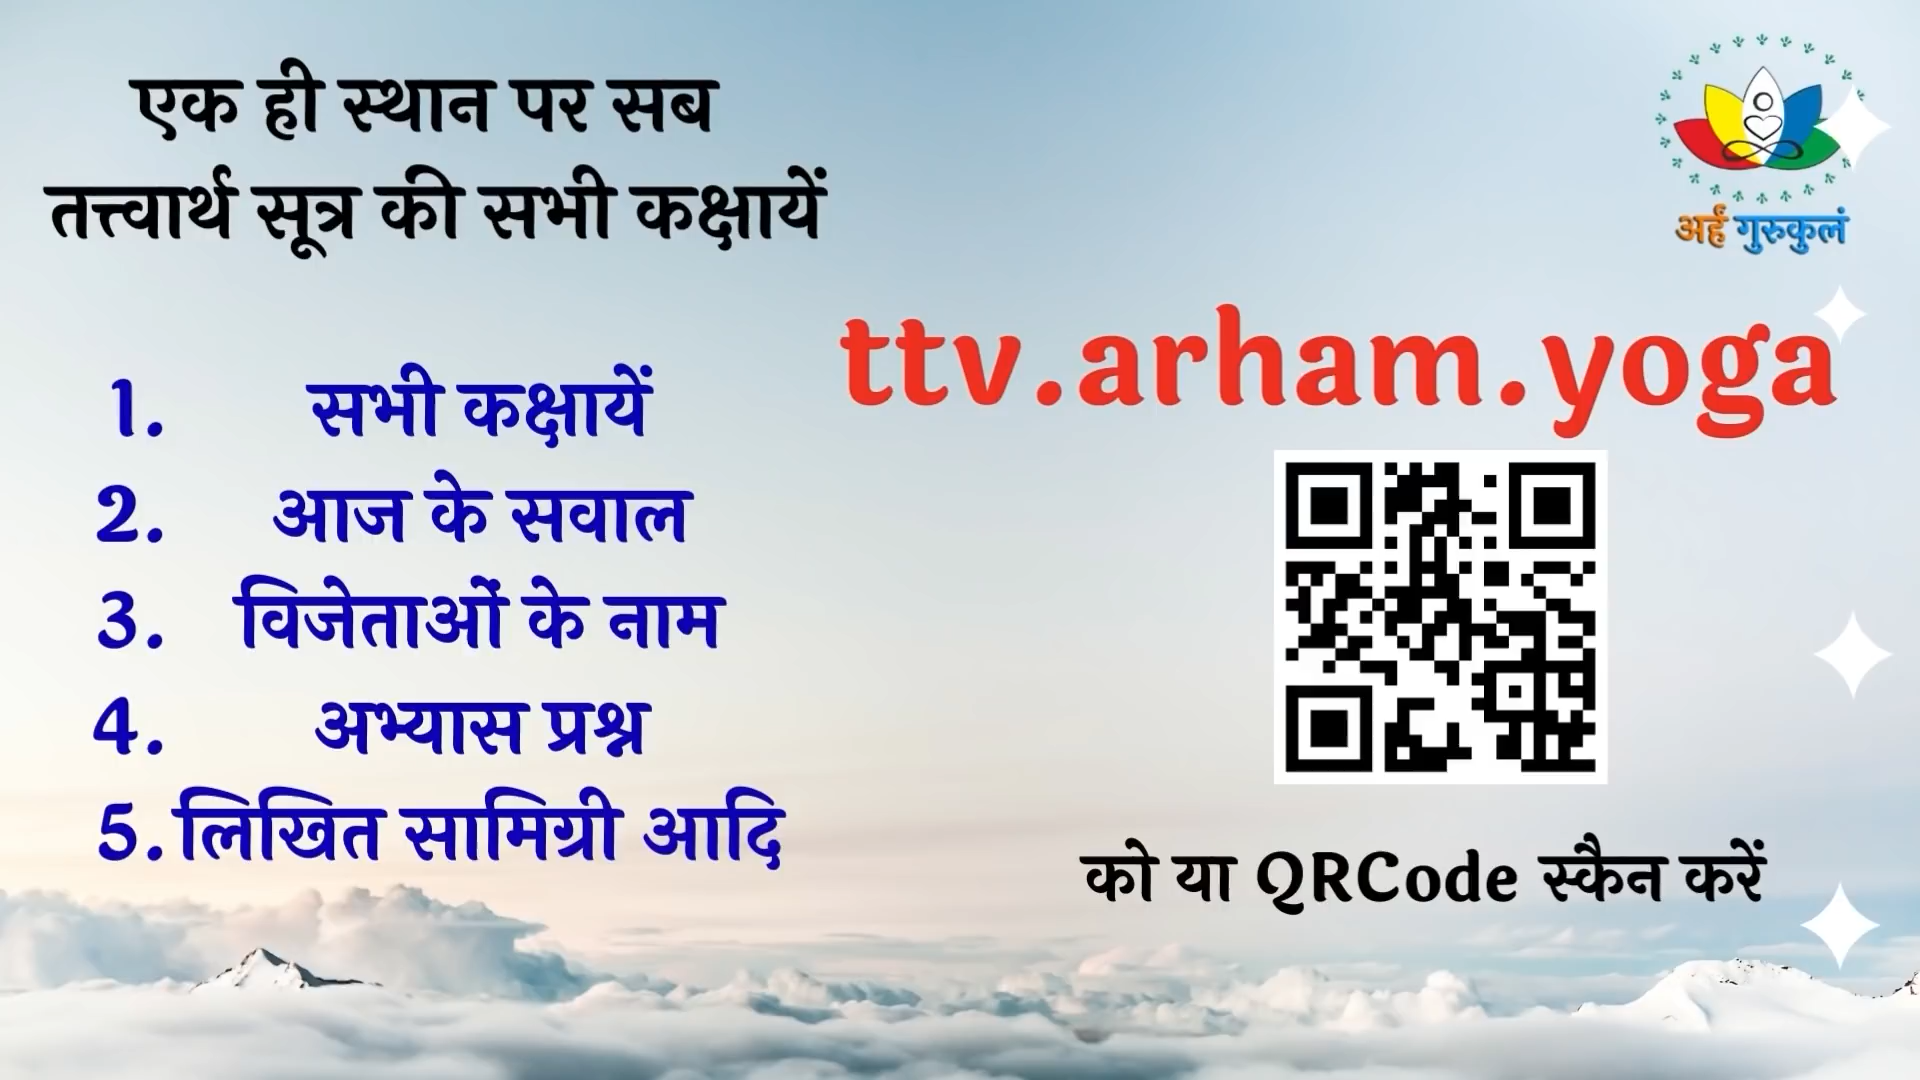 एक ही स्थान पर सब
तत्त्वार्थ सूत्र की सभी कक्षायें
1. सभी कक्षायें
2. आज के सवाल
3. विजेताओं के नाम
4. अभ्यास प्रश्न
5. लिखित सामिग्री आदि
अर्हं गुरुकुलं
ttv.arham.yoga
को या QRCode स्कैन करें